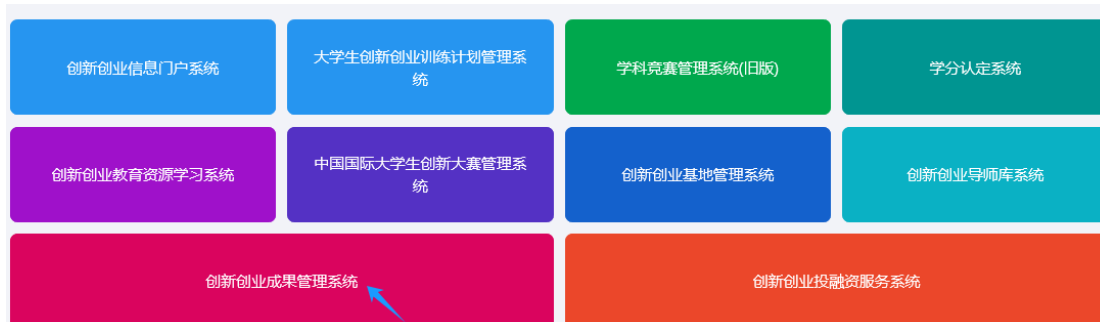 创新创业信息门户系统
大学生创新创业训练计划管理系
统
学科竞赛管理系统(旧版)
学分认定系统
创新创业教育资源学习系统
中国国际大学生创新大赛管理系
统
创新创业基地管理系统
创新创业导师库系统
创新创业成果管理系统
创新创业投融资服务系统